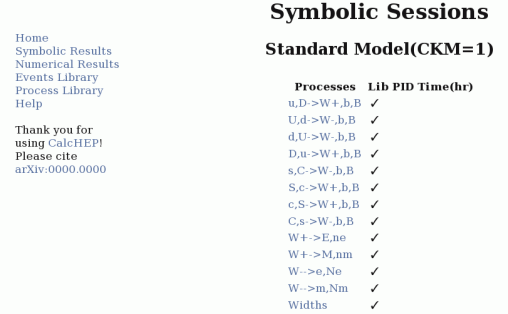 Symbolic Sessions
Standard Model(CKM=1)
Home
Symbolic Results
Numerical Results
Events Library
Process Library
Help
Thank you for
using CalcHEP!
Please cite
arXiv:0000.0000
Processes Lib PID Time(hr)
u,D->W+,b,B ✓
U,d->W-,b,B ✓
d,U->W-,b,B ✓
D,u->W+,b,B ✓
s,C->W-,b,B ✓
S,c->W+,b,B ✓
c,S->W+,b,B ✓
C,s->W-,b,B ✓
W+->E,ne ✓
W+->M,nm ✓
W-->e,Ne ✓
W-->m,Nm ✓
Widths ✓